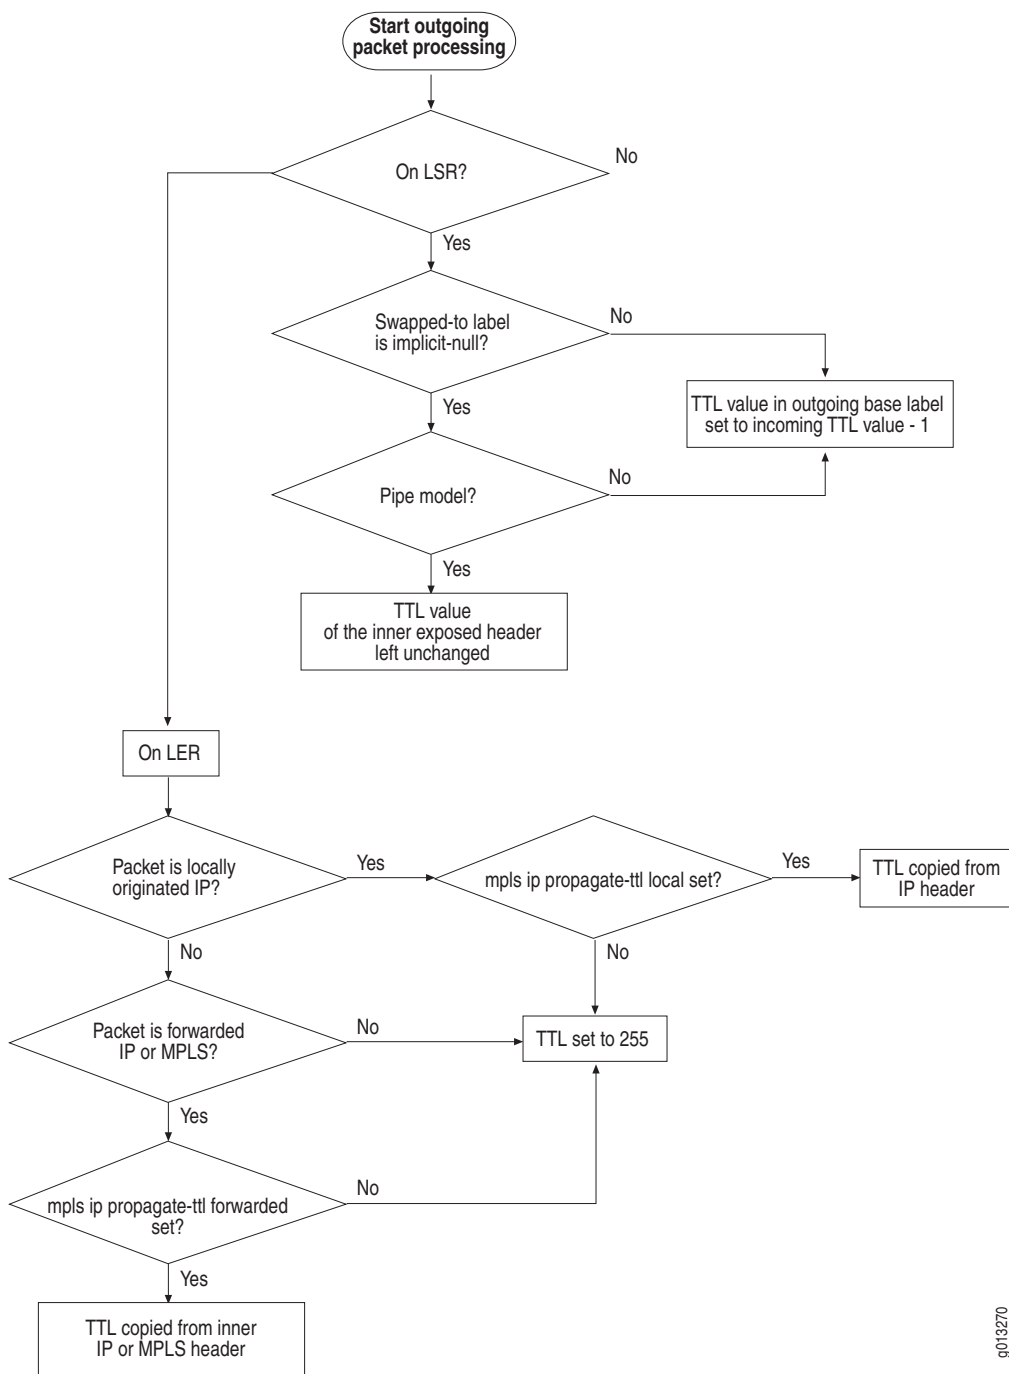 Start outgoing
packet processing
On LSR?
No
Yes
Swapped-to label
is implicit-null?
No
Yes
TTL value in outgoing base label
set to incoming TTL value - 1
Pipe model?
No
Yes
TTL value
of the inner exposed header
left unchanged
On LER
Packet is locally
originated IP?
Yes
mpls ip propagate-ttl local set?
Yes
TTL copied from
IP header
No
No
Packet is forwarded
IP or MPLS?
No
TTL set to 255
Yes
mpls ip propagate-ttl forwarded
set?
No
Yes
TTL copied from inner
IP or MPLS header
g013270